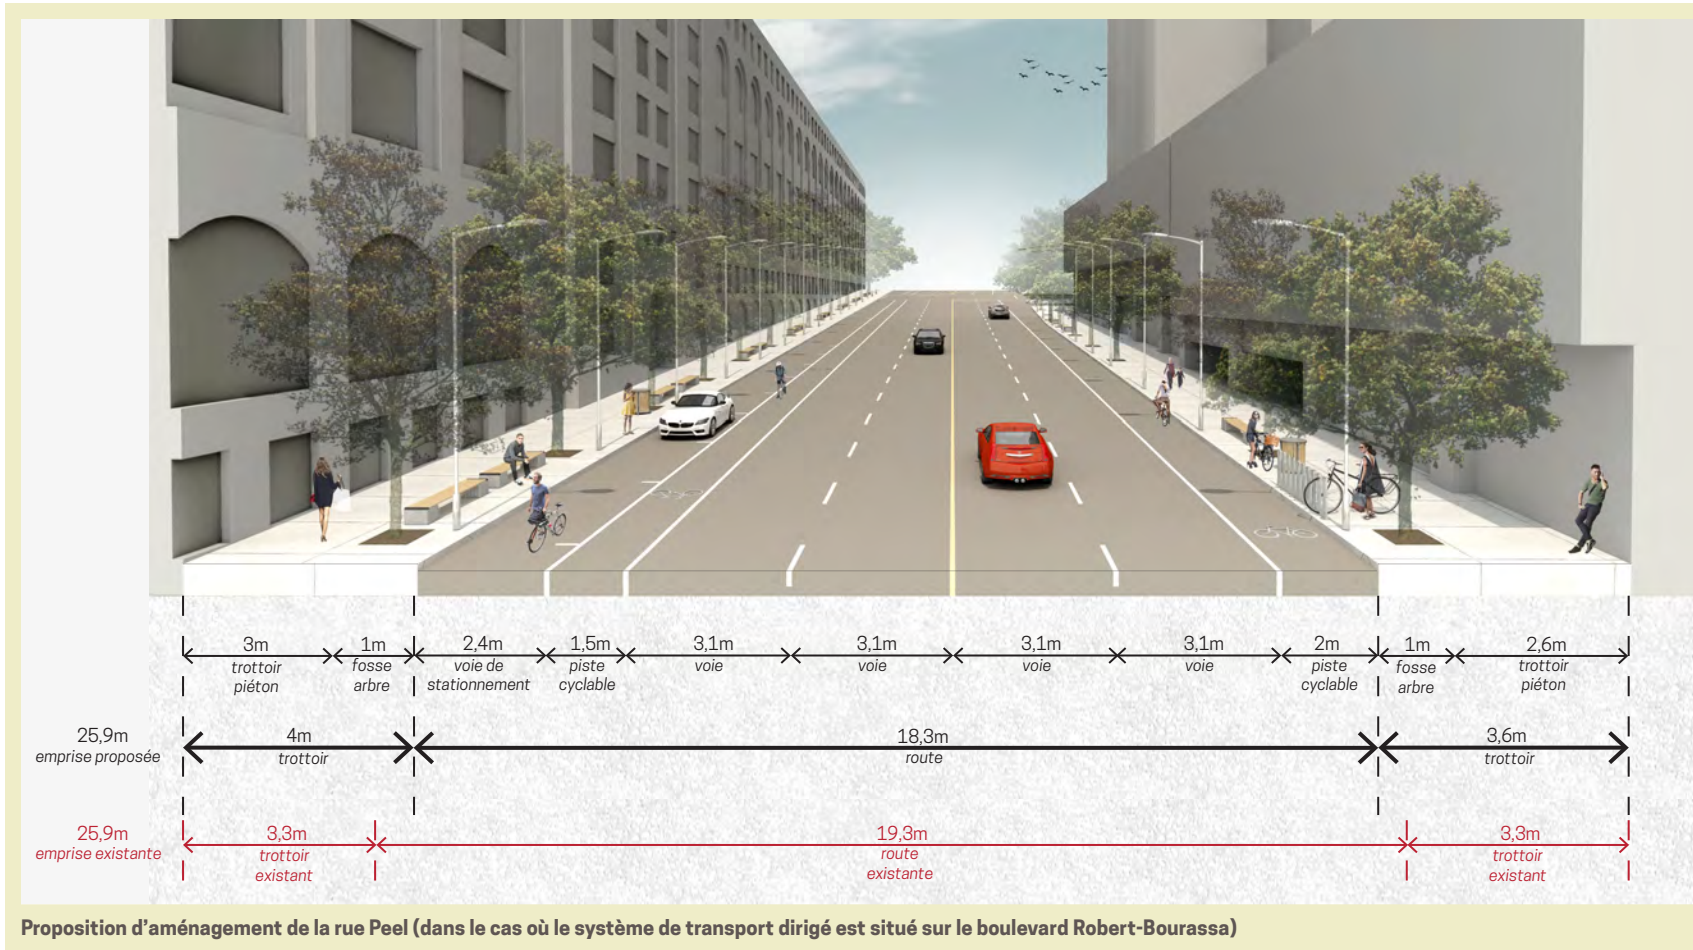 3m
trottoir
piéton
1m
fosse
arbre
2,4m
voie de
stationnement
1,5m
piste
cyclable
3,1m
voie
3,1m
voie
3,1m
voie
3,1m
voie
2m
piste
cyclable
1m
fosse
arbre
2,6m
trottoir
piéton
25,9m
emprise proposée
4m
trottoir
18,3m
route
3,6m
trottoir
25,9m
emprise existante
3,3m
trottoir
existant
19,3m
route
existante
3,3m
trottoir
existant
Proposition d'aménagement de la rue Peel (dans le cas où le système de transport dirigé est situé sur le boulevard Robert-Bourassa)